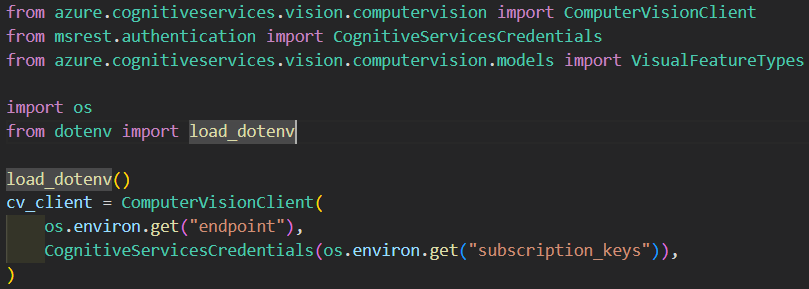 from azure.cognitiveservices.vision.computervision import ComputerVisionClient
from msrest.authentication import CognitiveServicesCredentials
from azure.cognitiveservices.vision.computervision.models import VisualFeatureTypes
import os
from dotenv import load_dotenv
load_dotenv()
cv_client = ComputerVisionClient(
    os.environ.get("endpoint"),
    CognitiveServicesCredentials(os.environ.get("subscription_keys")),
)